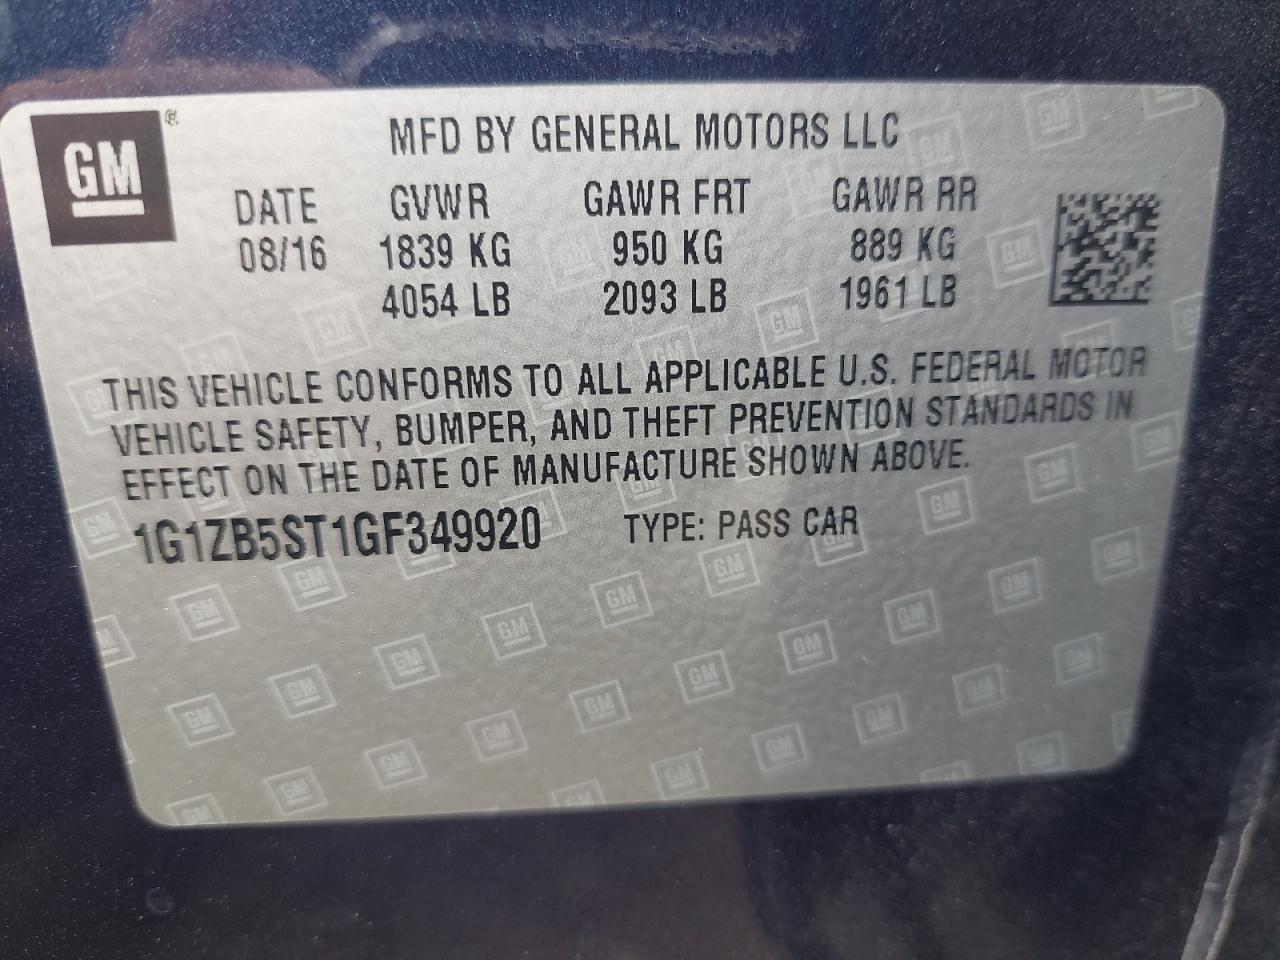 GM ®
MFD BY GENERAL MOTORS LLC
DATE GVWR GAWR FRT GAWR RR
08/16 1839 KG 950 KG 889 KG
4054 LB 2093 LB 1961 LB
THIS VEHICLE CONFORMS TO ALL APPLICABLE U.S. FEDERAL MOTOR
VEHICLE SAFETY, BUMPER, AND THEFT PREVENTION STANDARDS IN
EFFECT ON THE DATE OF MANUFACTURE SHOWN ABOVE.
1G1ZB5ST1GF349920 TYPE: PASS CAR